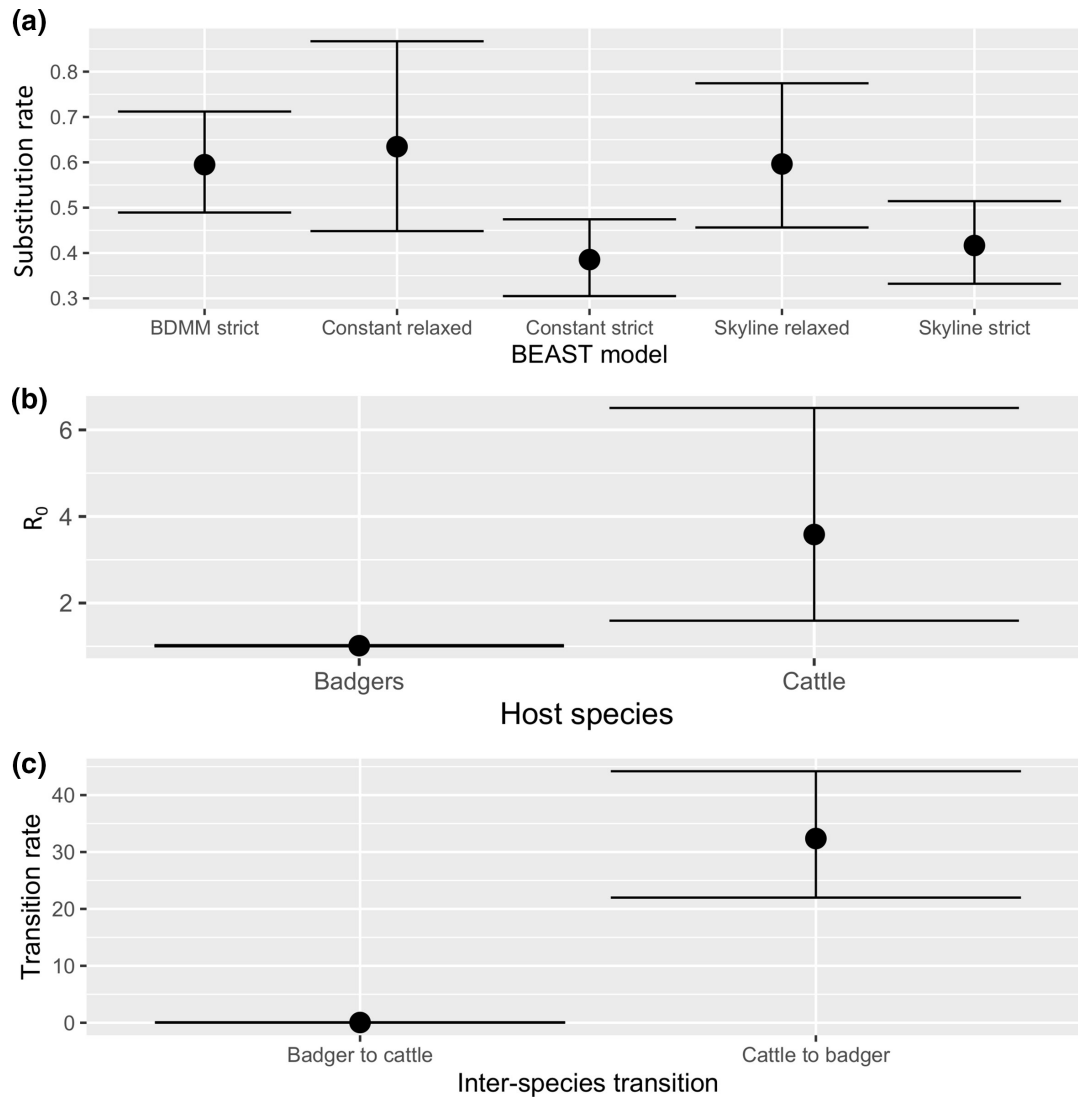 (a)
Substitution rate
0.8
0.7
0.6
0.5
0.4
0.3
BDMM strict
Constant relaxed
Constant strict
Skyline relaxed
Skyline strict
BEAST model
(b)
R0
6
4
2
Badgers
Cattle
Host species
(c)
Transition rate
40
30
20
10
0
Badger to cattle
Cattle to badger
Inter-species transition